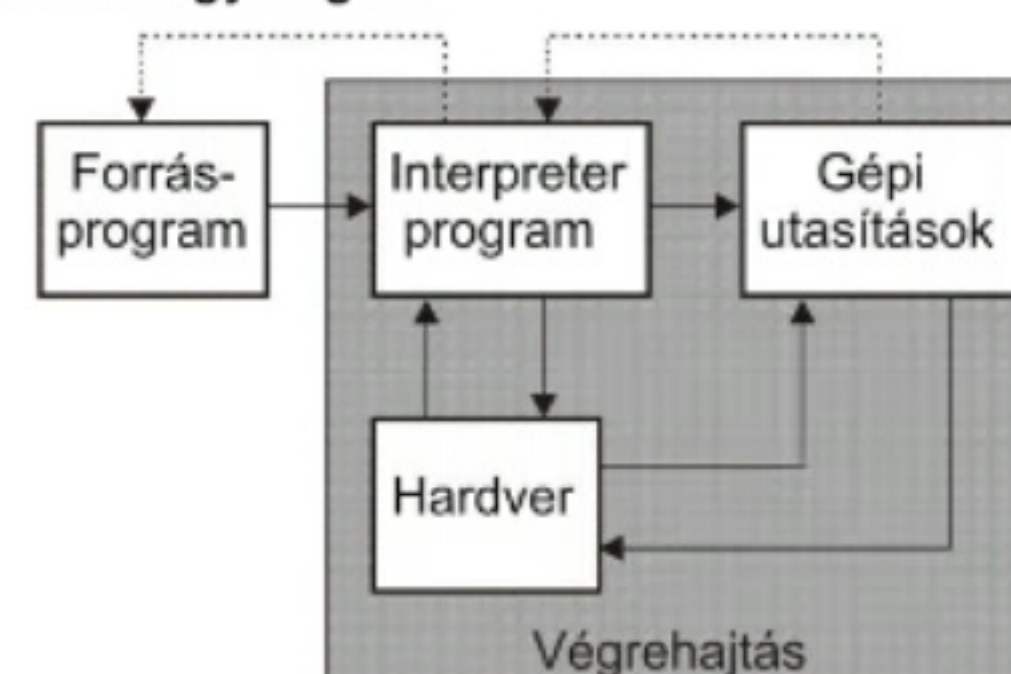 Forrás-
program
Interpreter
program
Gépi
utasítások
Hardver
Végrehajtás